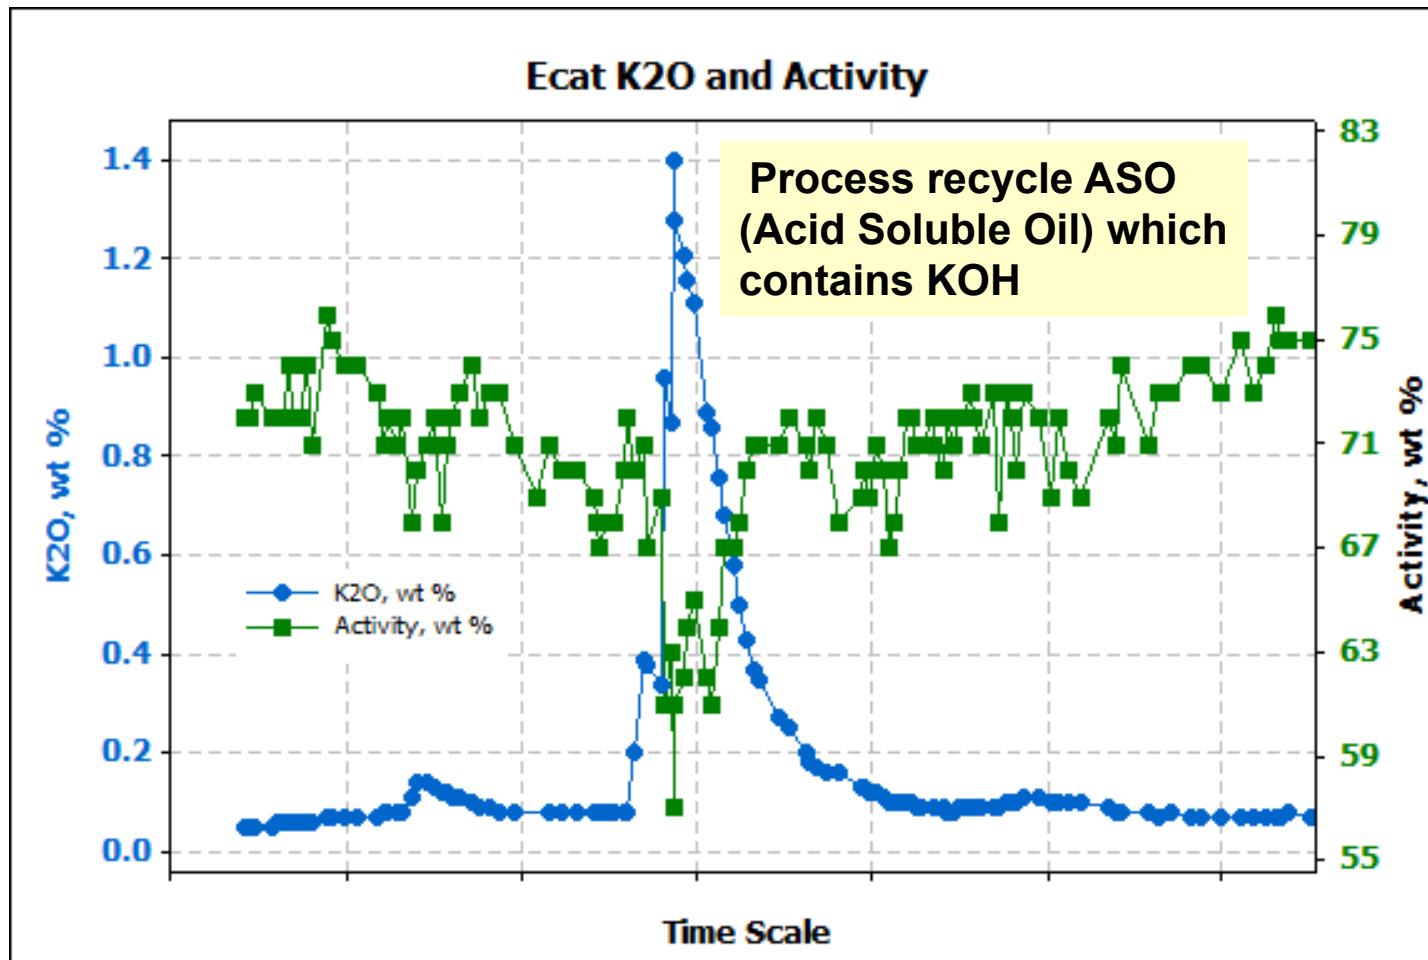 Ecat K2O and Activity
Process recycle ASO
(Acid Soluble Oil) which
contains KOH
1.4
1.2
1.0
0.8
0.6
0.4
0.2
0.0
K2O, wt %
83
79
75
71
67
63
59
55
Activity, wt %
K2O, wt %
Activity, wt %
Time Scale